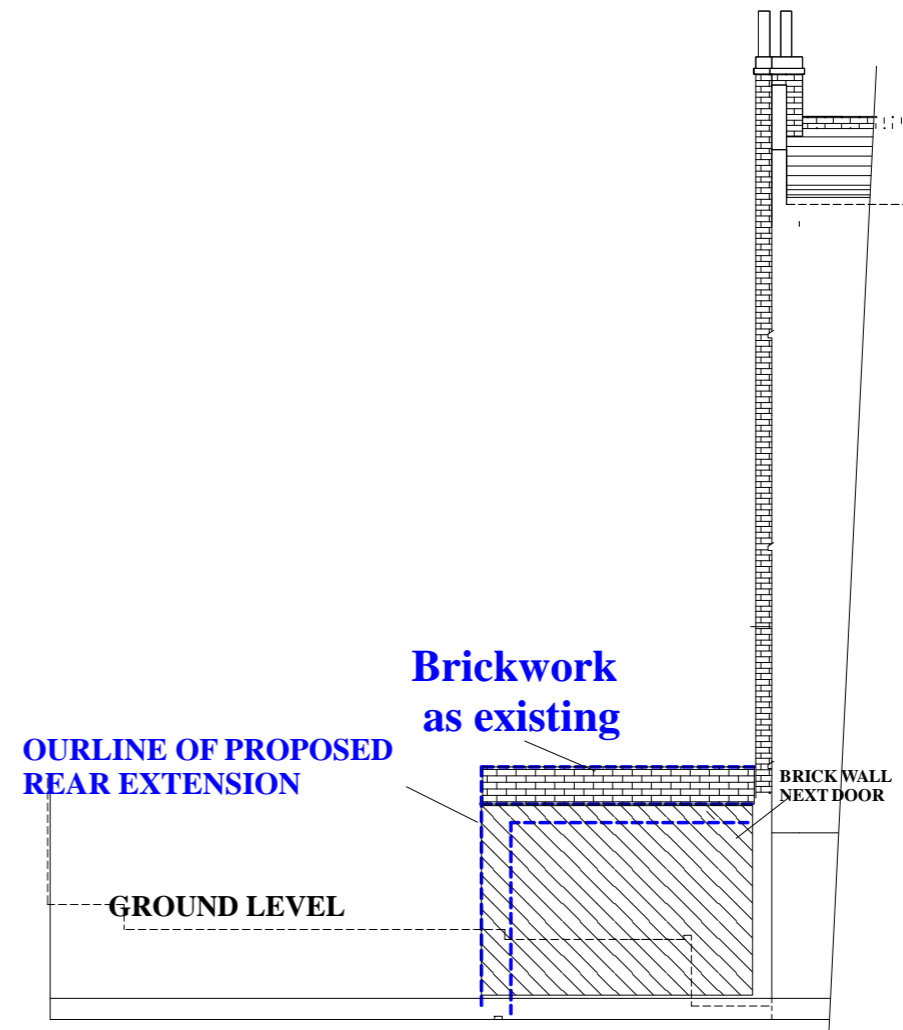 Brickwork
as existing
OURLINE OF PROPOSED
REAR EXTENSION
BRICK WALL
NEXT DOOR
GROUND LEVEL